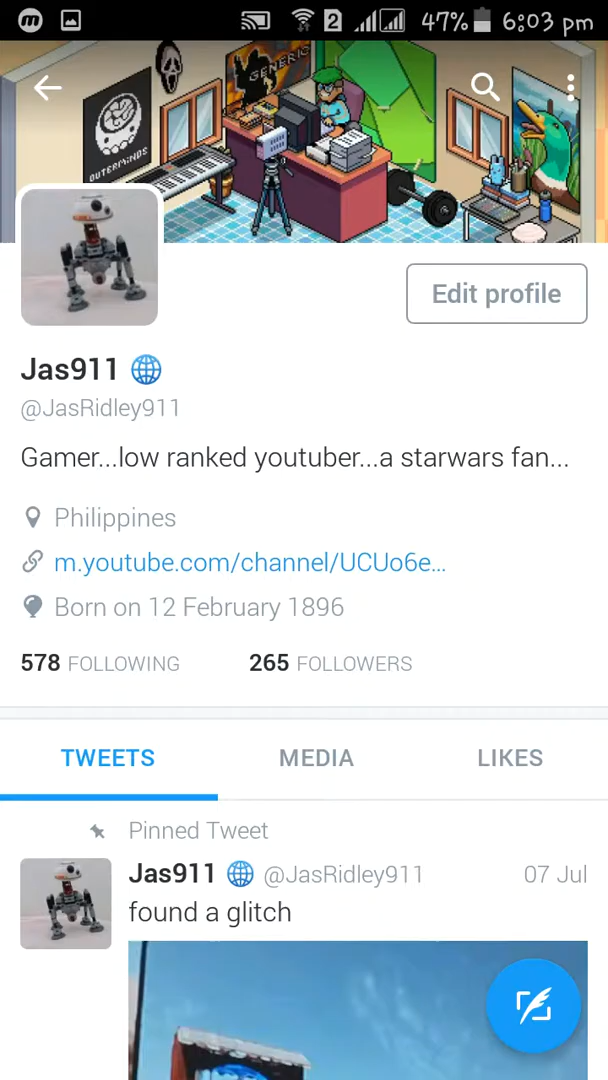 47% 2 6:03 pm
GENERIC
OUTERMINDS
Edit profile
Jas911
@JasRidley911
Gamer...low ranked youtuber...a starwars fan...
Philippines
m.youtube.com/channel/UCUo6e...
Born on 12 February 1896
578 FOLLOWING 265 FOLLOWERS
TWEETS MEDIA LIKES
Pinned Tweet
Jas911 @JasRidley911 07 Jul
found a glitch